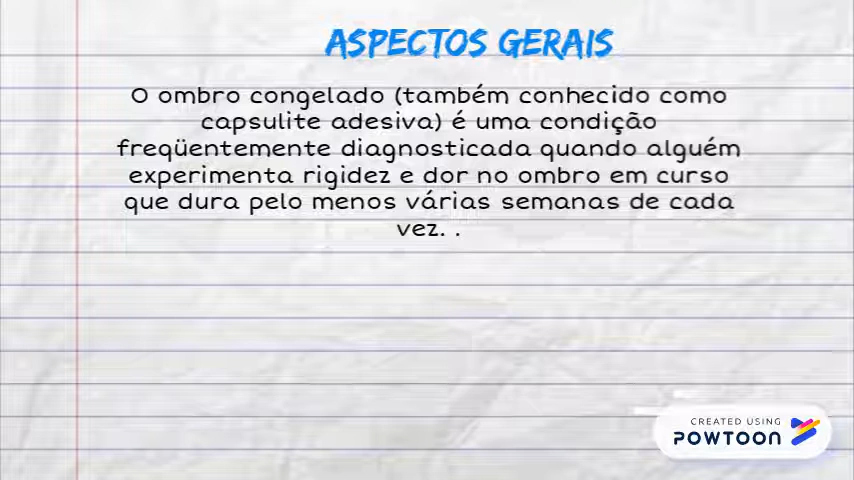 ASPECTOS GERAIS
O ombro congelado (também conhecido como
capsulite adesiva) é uma condição
freqüentemente diagnosticada quando alguém
experimenta rigidez e dor no ombro em curso
que dura pelo menos várias semanas de cada
vez. .
CREATED USING
POWTOON